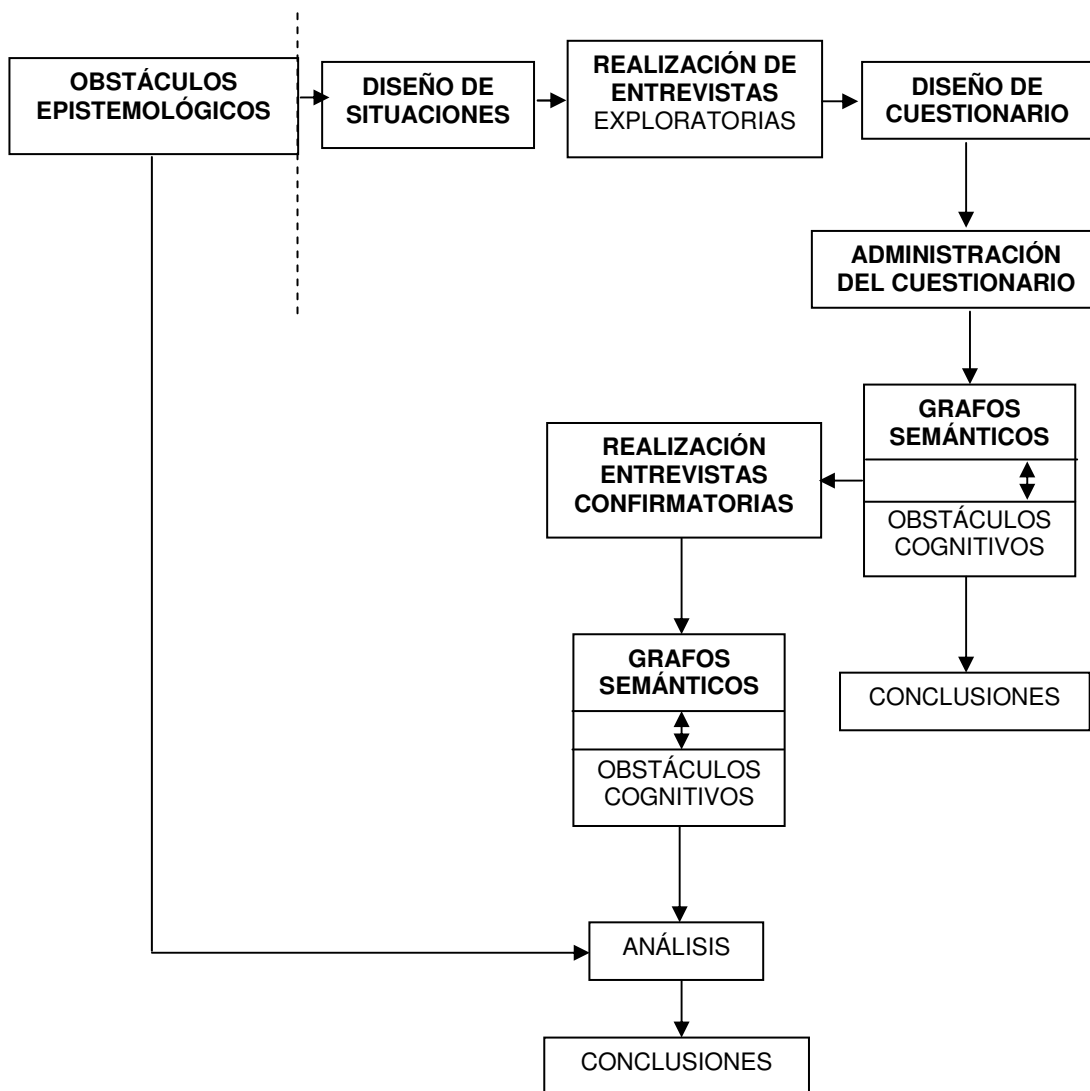 OBSTÁCULOS
EPISTEMOLÓGICOS
DISEÑO DE
SITUACIONES
REALIZACIÓN DE
ENTREVISTAS
EXPLORATORIAS
DISEÑO DE
CUESTIONARIO
ADMINISTRACIÓN
DEL CUESTIONARIO
GRAFOS
SEMÁNTICOS
OBSTÁCULOS
COGNITIVOS
REALIZACIÓN
ENTREVISTAS
CONFIRMATORIAS
CONCLUSIONES
GRAFOS
SEMÁNTICOS
OBSTÁCULOS
COGNITIVOS
ANÁLISIS
CONCLUSIONES